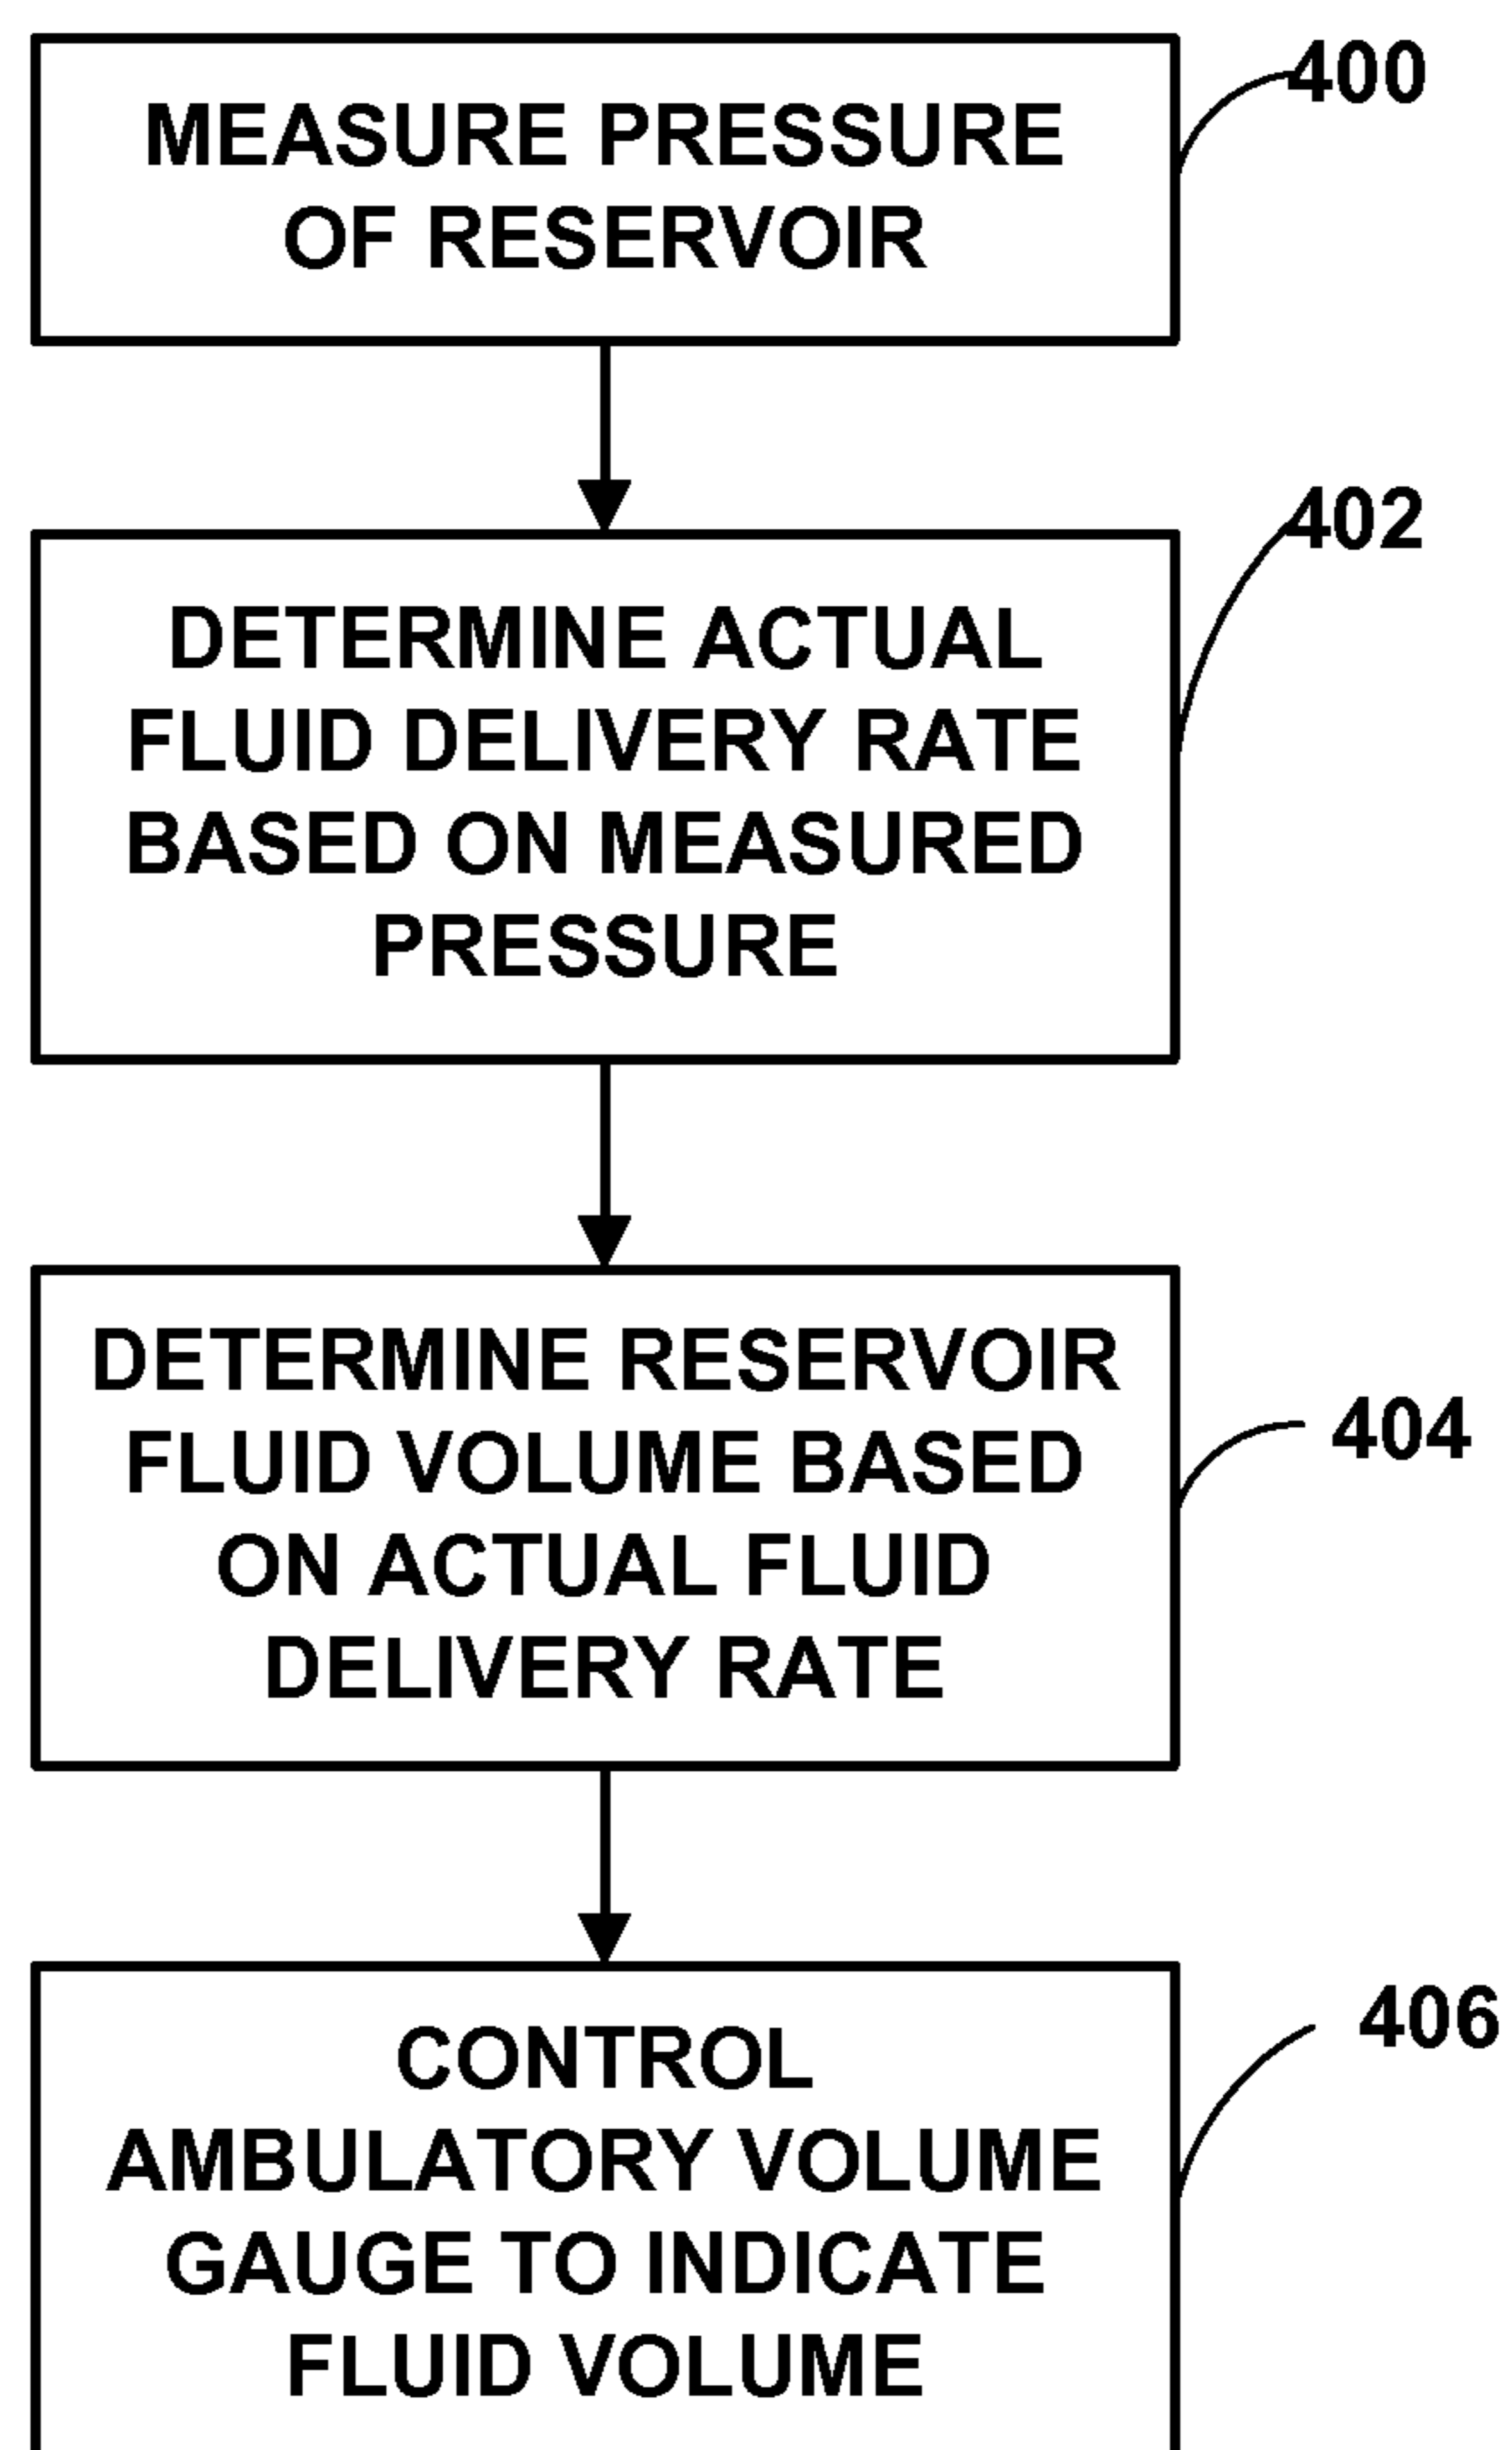 400
MEASURE PRESSURE
OF RESERVOIR
402
DETERMINE ACTUAL
FLUID DELIVERY RATE
BASED ON MEASURED
PRESSURE
DETERMINE RESERVOIR
FLUID VOLUME BASED
404
ON ACTUAL FLUID
DELIVERY RATE
406
CONTROL
AMBULATORY VOLUME
GAUGE TO INDICATE
FLUID VOLUME